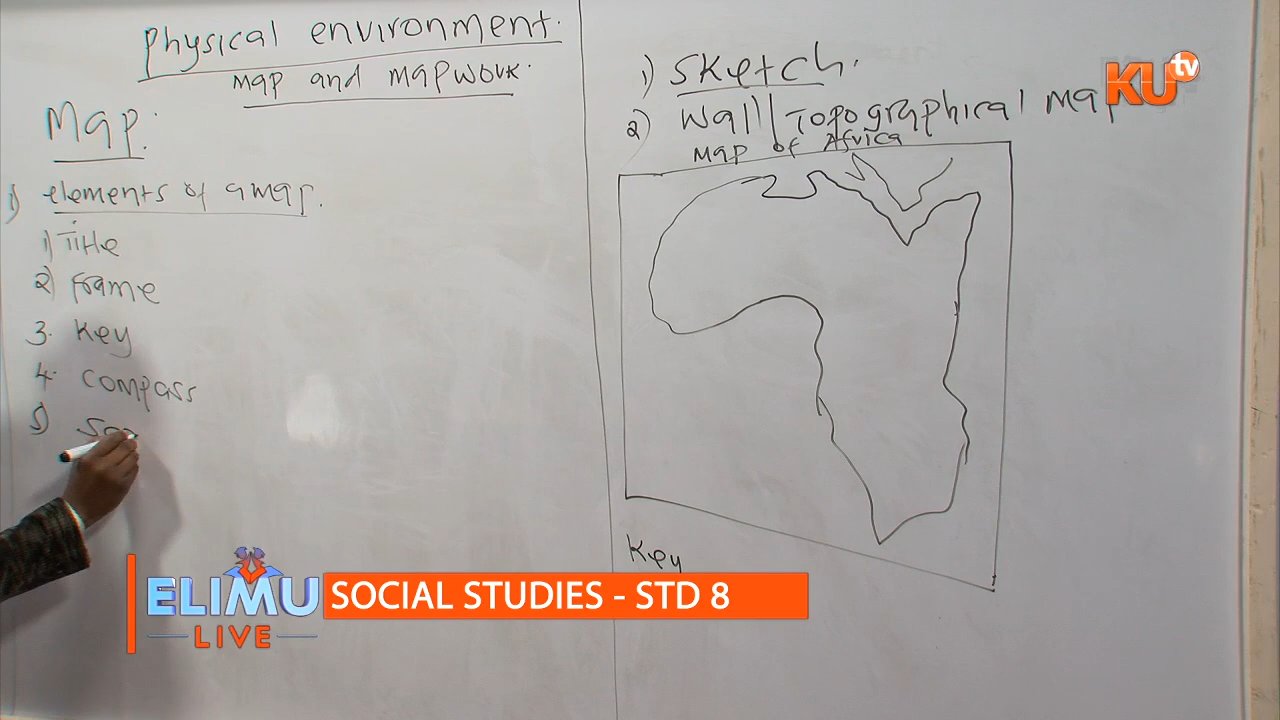 Physical environment.
Map and mapwork.
Map:
1) elements of a map.
1) Title
2) Frame
3. Key
4. Compass
5)
1) Sketch.
2) Wall/Topographical map
Map of Africa
Key
KU tv
ELIMU
LIVE
SOCIAL STUDIES - STD 8